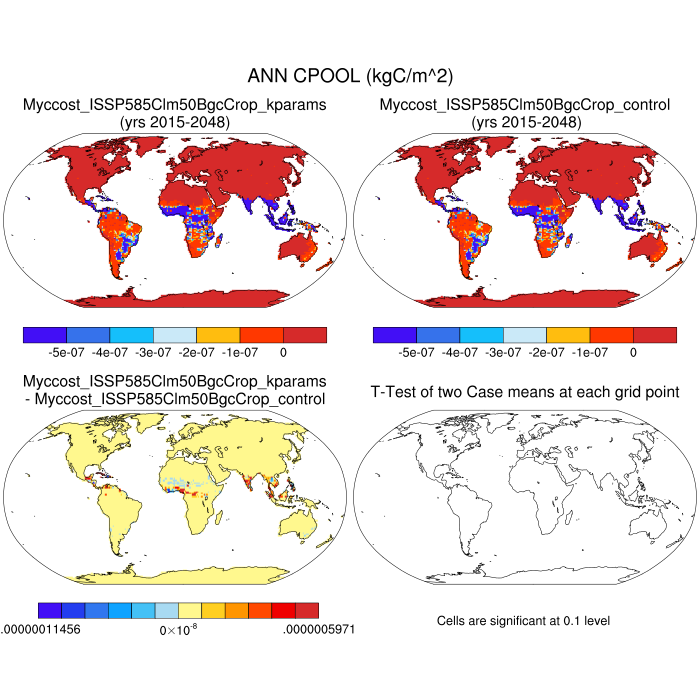 ANN CPOOL (kgC/m^2)
Myccost_ISSP585Clm50BgcCrop_kparams
(yrs 2015-2048)
Myccost_ISSP585Clm50BgcCrop_control
(yrs 2015-2048)
-5e-07 -4e-07 -3e-07 -2e-07 -1e-07 0
-5e-07 -4e-07 -3e-07 -2e-07 -1e-07 0
Myccost_ISSP585Clm50BgcCrop_kparams
- Myccost_ISSP585Clm50BgcCrop_control
T-Test of two Case means at each grid point
.00000011456 0×10^-8 .0000005971
Cells are significant at 0.1 level